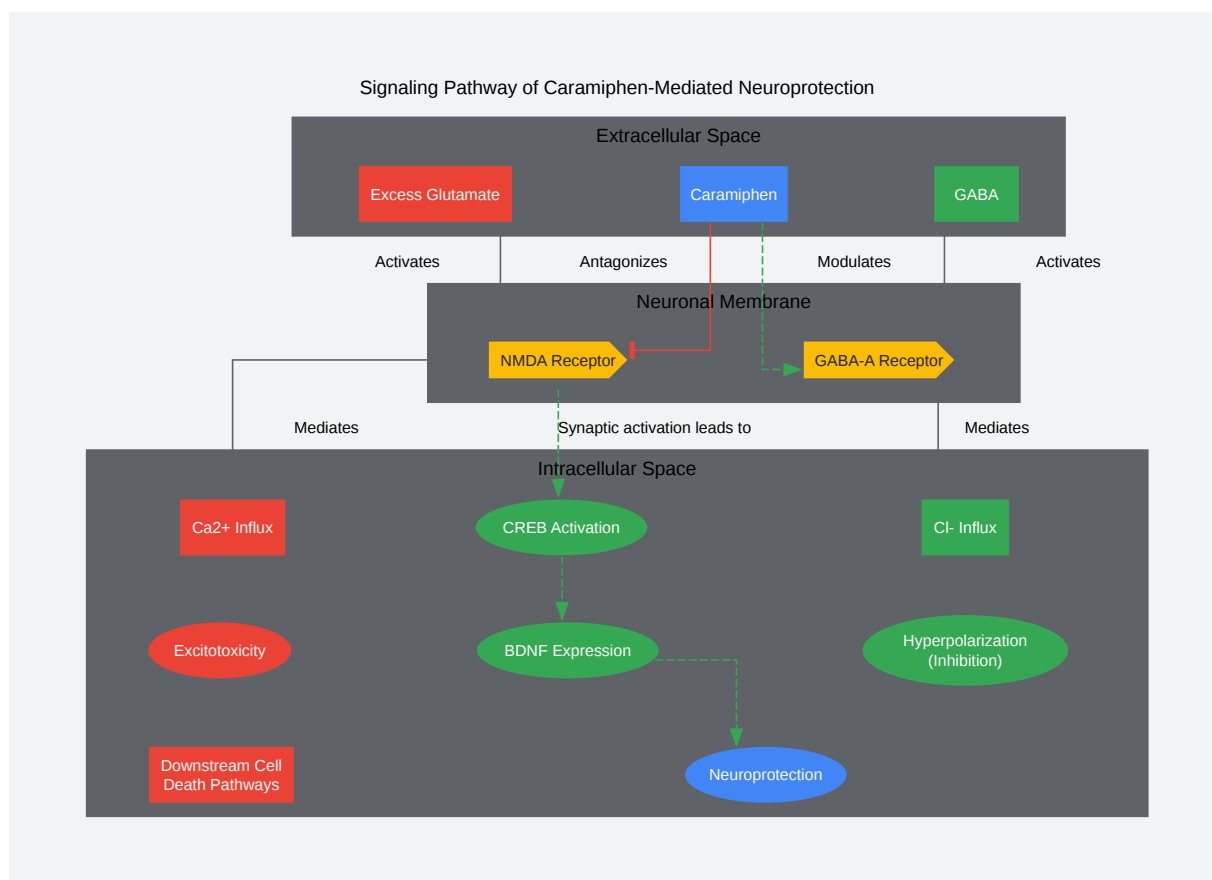 Signaling Pathway of Caramiphen-Mediated Neuroprotection
Extracellular Space
Excess Glutamate
Caramiphen
GABA
Activates
Antagonizes
Modulates
Activates
Neuronal Membrane
NMDA Receptor
GABA-A Receptor
Mediates
Synaptic activation leads to
Mediates
Intracellular Space
Ca2+ Influx
CREB Activation
Cl- Influx
Excitotoxicity
BDNF Expression
Hyperpolarization
(Inhibition)
Downstream Cell
Death Pathways
Neuroprotection